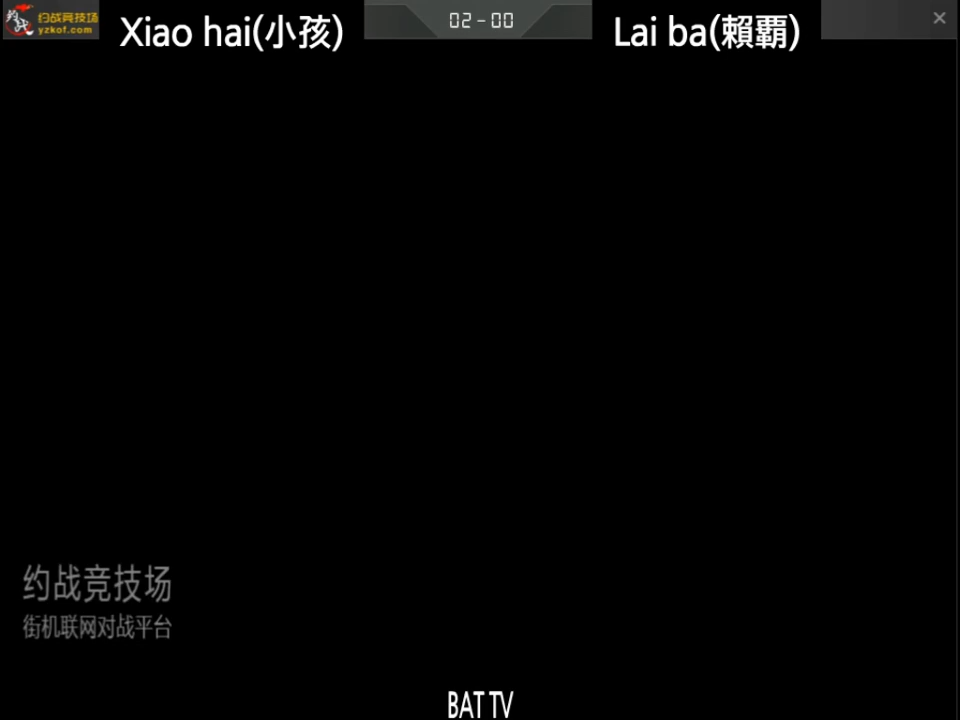 约战竞技场
yzkof.com
Xiao hai(小孩)
02-00
Lai ba(賴覇)
约战竞技场
街机联网对战平台
BAT TV